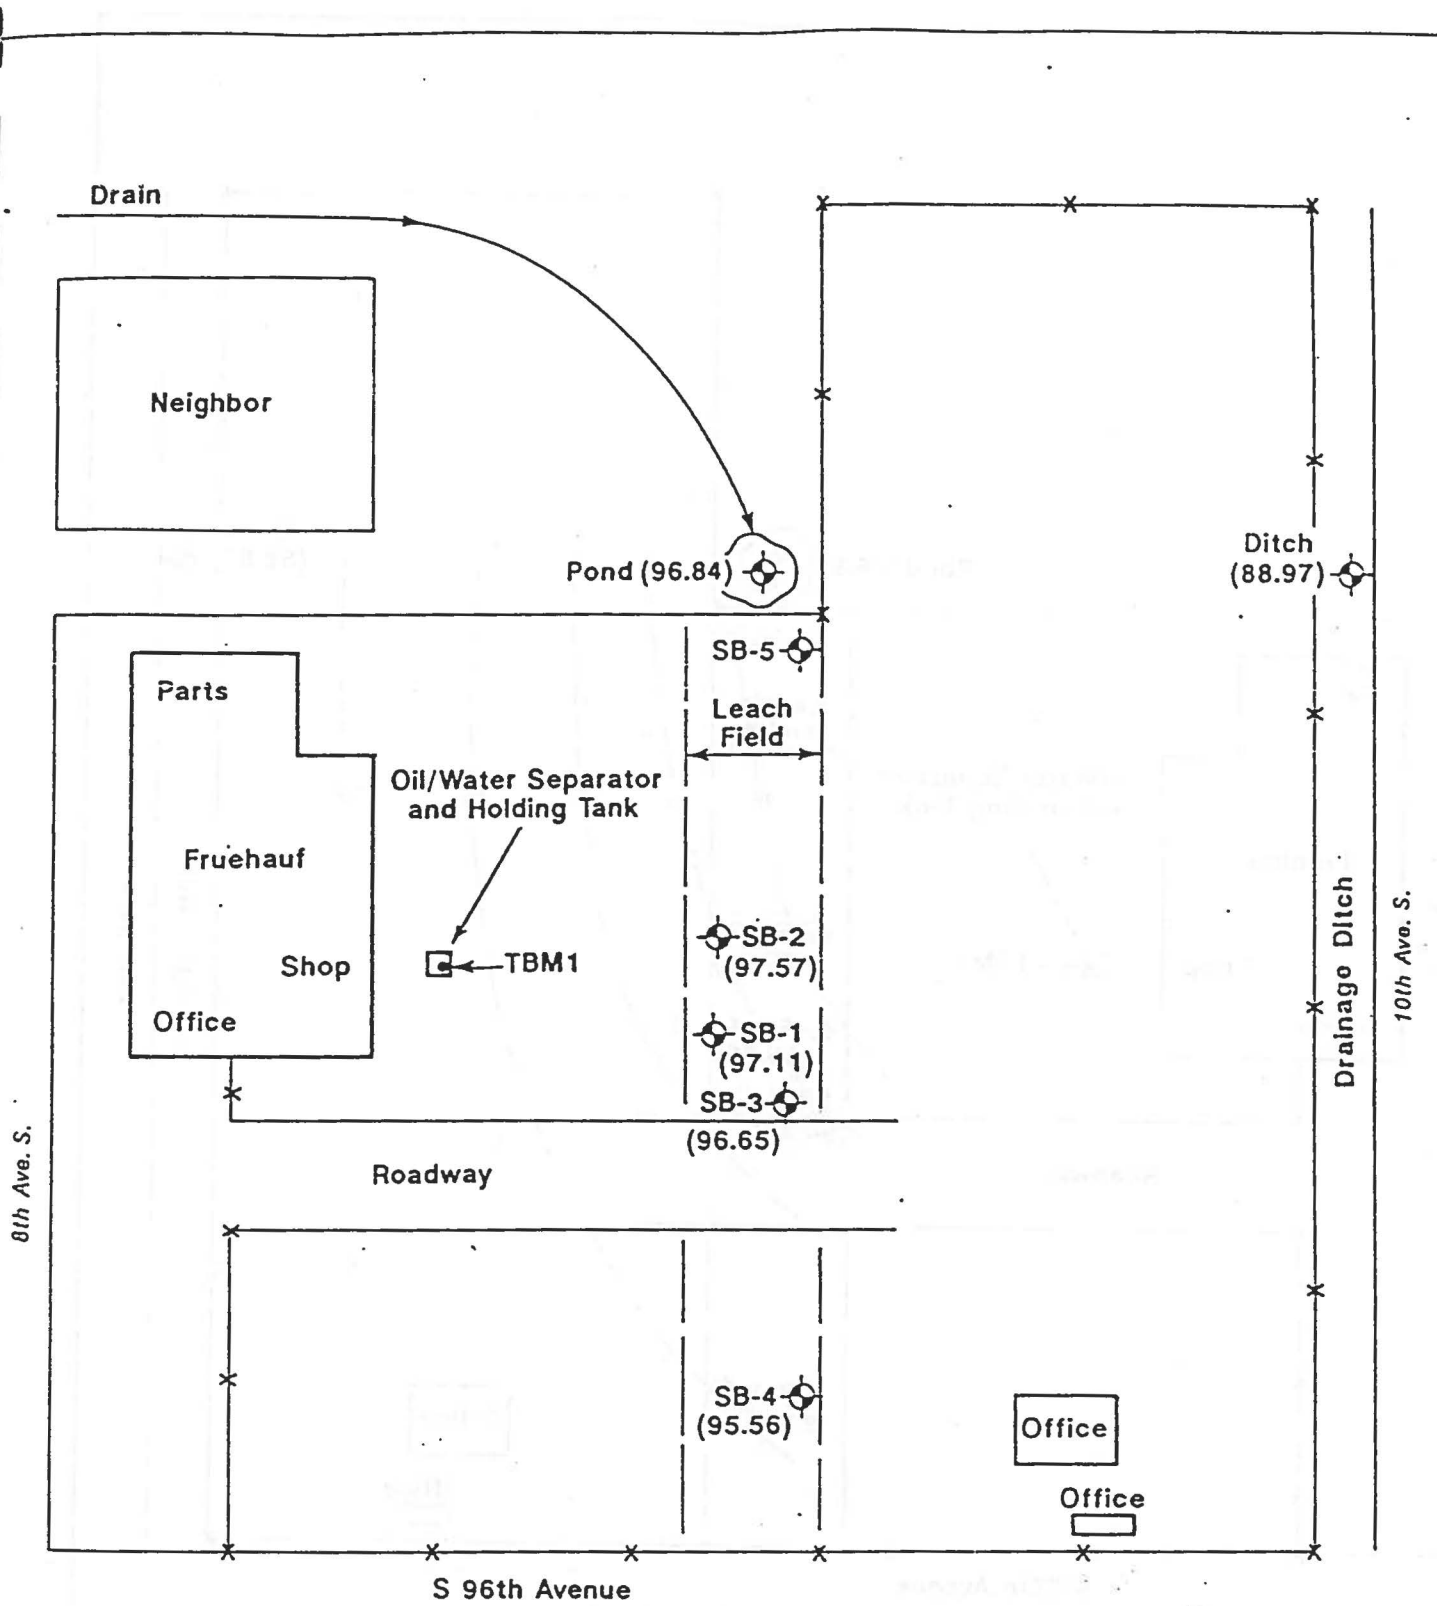 Drain
Neighbor
Pond (96.84)
Ditch
(88.97)
SB-5
Parts
Leach
Field
Oil/Water Separator
and Holding Tank
Fruehauf
Shop
TBM1
SB-2
(97.57)
Office
SB-1
(97.11)
SB-3
(96.65)
Roadway
Drainago Ditch
10th Ave. S.
8th Ave. S.
SB-4
(95.56)
Office
Office
S 96th Avenue